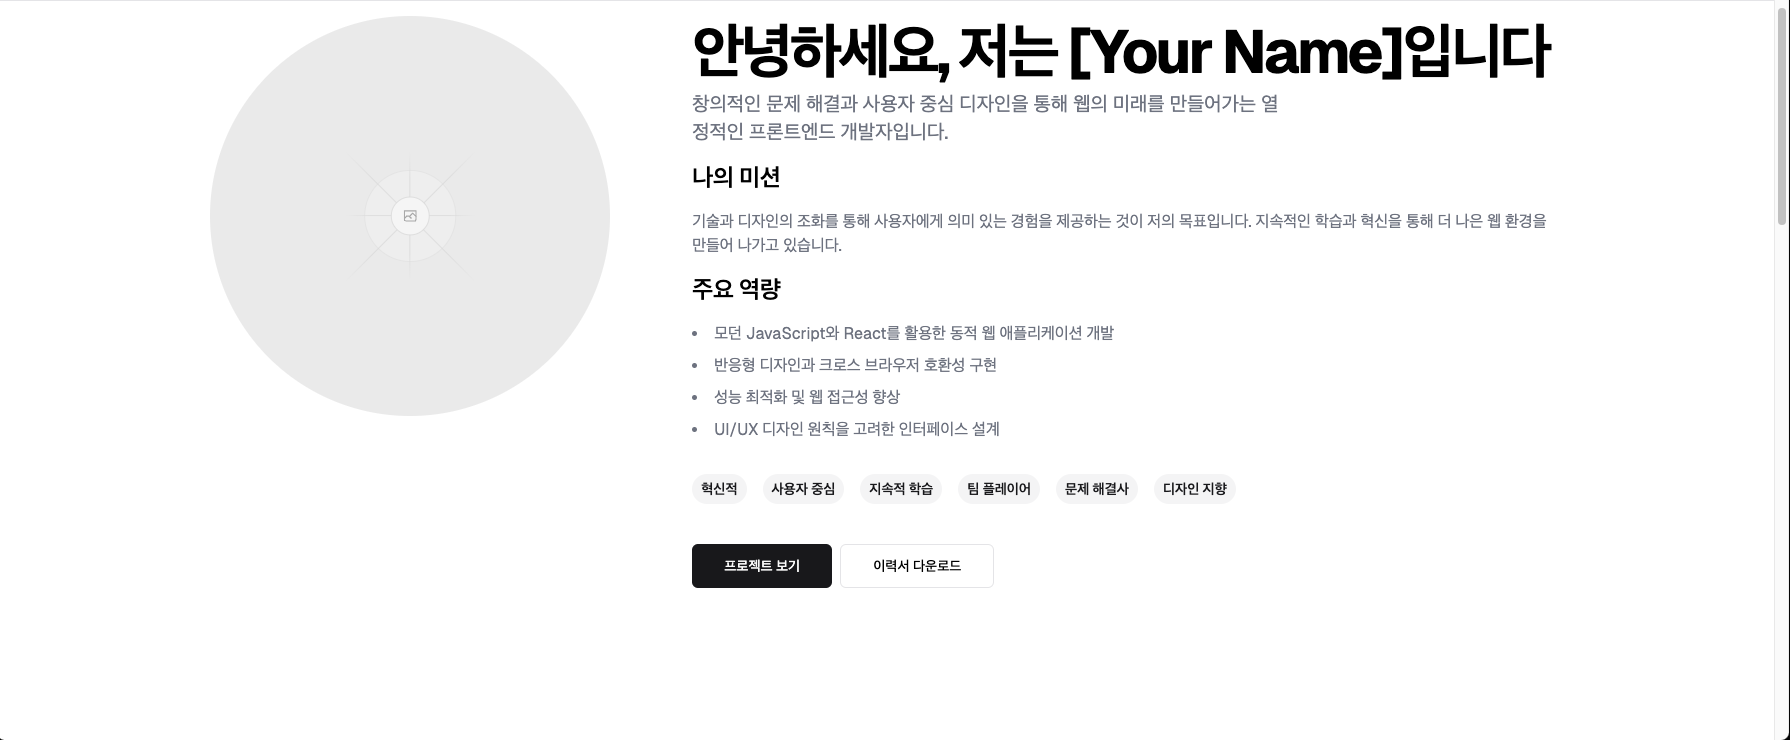 안녕하세요, 저는 [Your Name]입니다
창의적인 문제 해결과 사용자 중심 디자인을 통해 웹의 미래를 만들어가는 열
정적인 프론트엔드 개발자입니다.
나의 미션
기술과 디자인의 조화를 통해 사용자에게 의미 있는 경험을 제공하는 것이 저의 목표입니다. 지속적인 학습과 혁신을 통해 더 나은 웹 환경을
만들어 나가고 있습니다.
주요 역량
• 모던 JavaScript와 React를 활용한 동적 웹 애플리케이션 개발
• 반응형 디자인과 크로스 브라우저 호환성 구현
• 성능 최적화 및 웹 접근성 향상
• UI/UX 디자인 원칙을 고려한 인터페이스 설계
혁신적 사용자 중심 지속적 학습 팀 플레이어 문제 해결사 디자인 지향
프로젝트 보기 이력서 다운로드